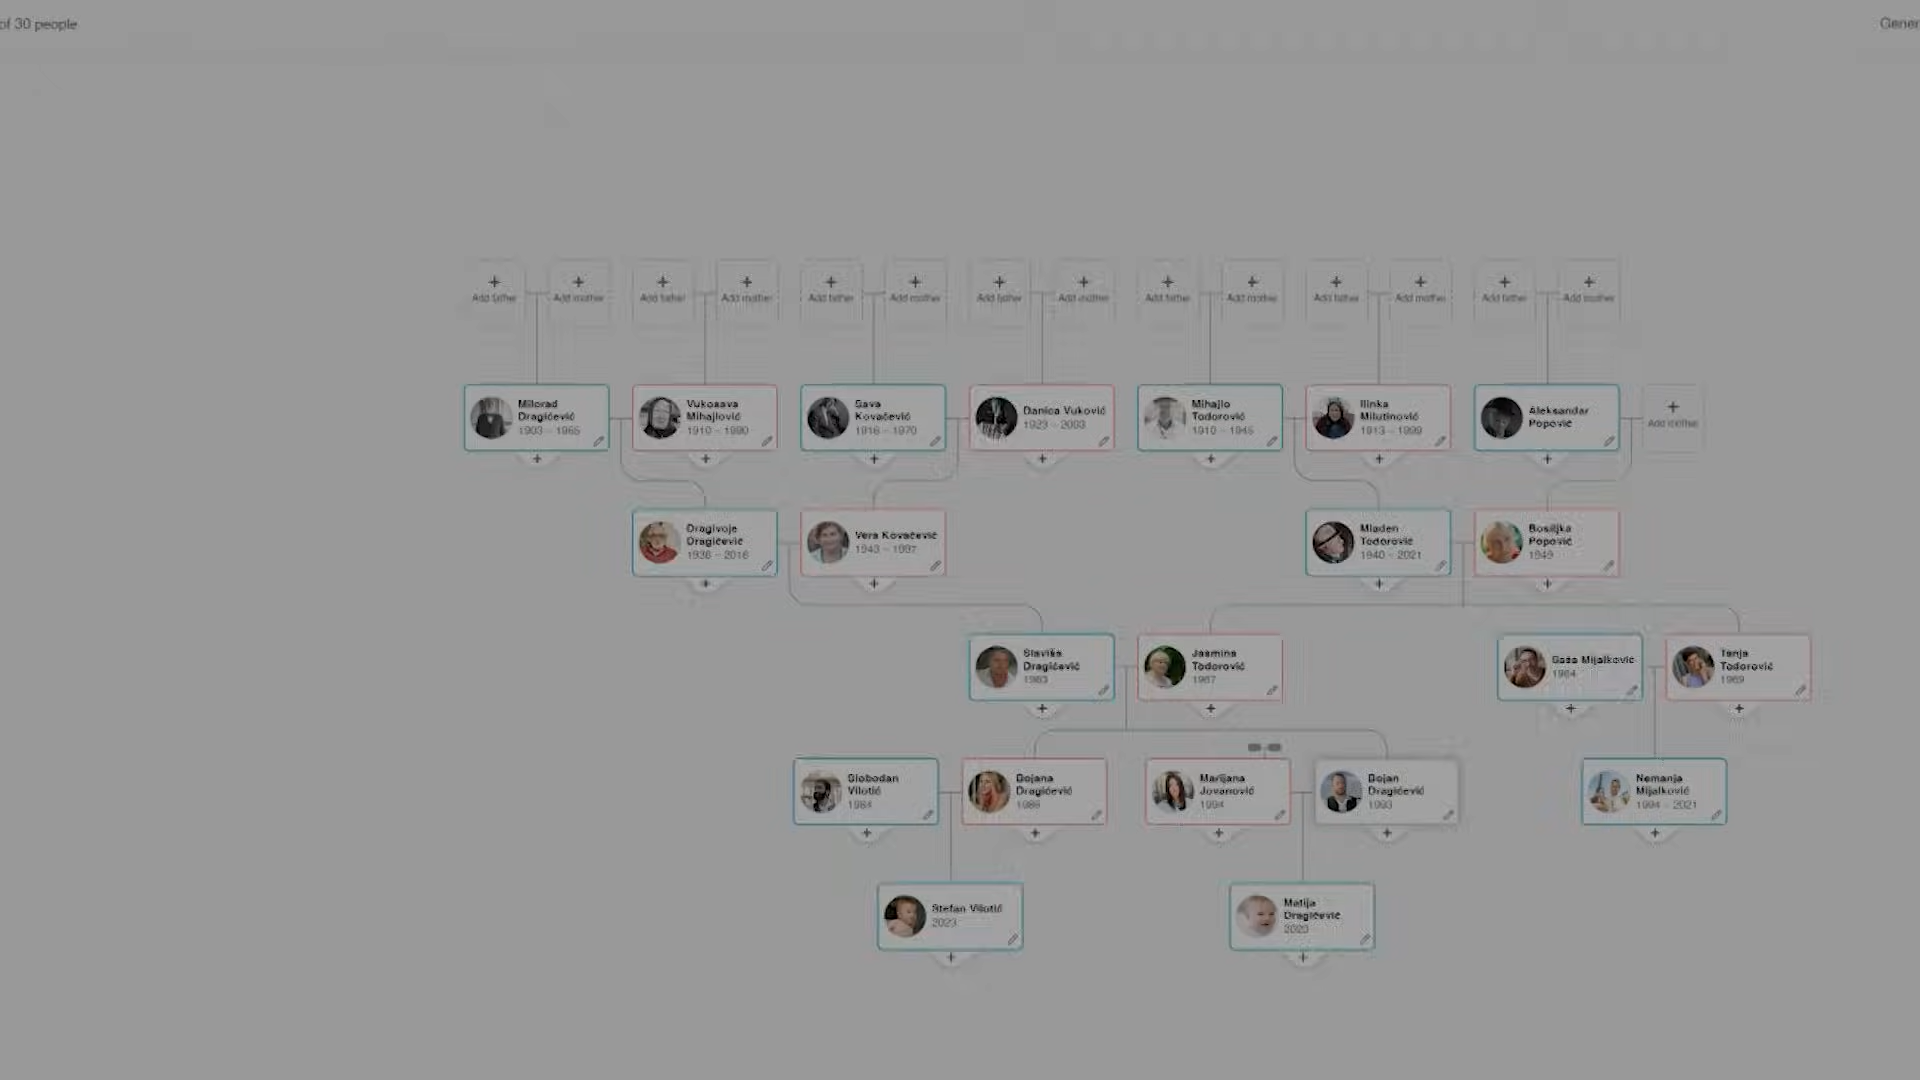 of 30 people
Gener
Add father
Add mother
Add father
Add mother
Add father
Add mother
Add father
Add mother
Add father
Add mother
Add father
Add mother
Add father
Add mother
Milorad
Dragićević
1903 – 1965
Vukosava
Mihajlović
1910 – 1990
Sava
Kovačević
1916 – 1970
Danica Vuković
1923 – 2003
Mihajlo
Todorović
1910 – 1945
Ilinka
Milutinović
1913 – 1999
Aleksandar
Popović
Add mother
Dragivoje
Dragićević
1936 – 2016
Vera Kovačević
1943 – 1997
Mladen
Todorović
1940 – 2021
Bosiljka
Popović
1949
Slaviša
Dragićević
1963
Jasmina
Todorović
1967
Saša Mijalković
1964
Tanja
Todorović
1969
Slobodan
Vilotić
1984
Bojana
Dragićević
1988
Marijana
Jovanović
1994
Bojan
Dragićević
1993
Nemanja
Mijalković
1994 – 2021
Stefan Vilotić
2023
Matija
Dragićević
2023